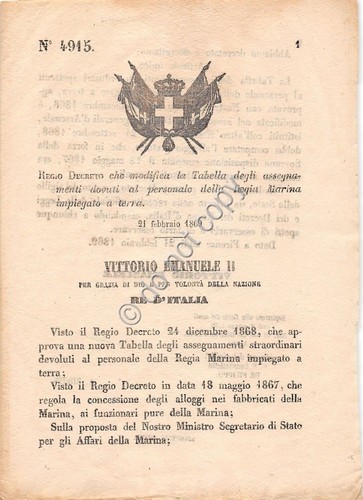 N° 4915.
1
REGIO DECRETO che modifica la Tabella degli assegna-
menti dovuti al personale della Regia Marina
impiegato a terra.
21 febbraio 1869
VITTORIO EMANUELE II
PER GRAZIA DI DIO E PER VOLONTÀ DELLA NAZIONE
RE D'ITALIA
Visto il Regio Decreto 24 dicembre 1868, che ap-
prova una nuova Tabella degli assegnamenti straordinari
devoluti al personale della Regia Marina impiegato a
terra;
Visto il Regio Decreto in data 18 maggio 1867, che
regola la concessione degli alloggi nei fabbricati della
Marina, ai funzionari pure della Marina;
Sulla proposta del Nostro Ministro Segretario di Stato
per gli Affari della Marina;
do not copy